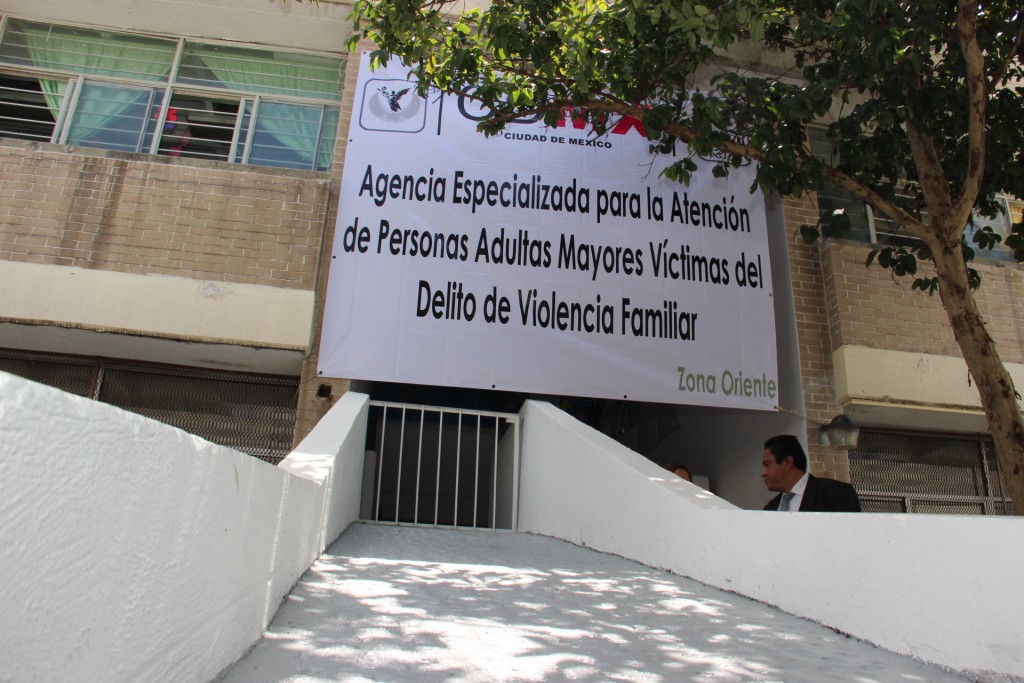 CIUDAD DE MÉXICO
Agencia Especializada para la Atención
de Personas Adultas Mayores Víctimas del
Delito de Violencia Familiar
Zona Oriente